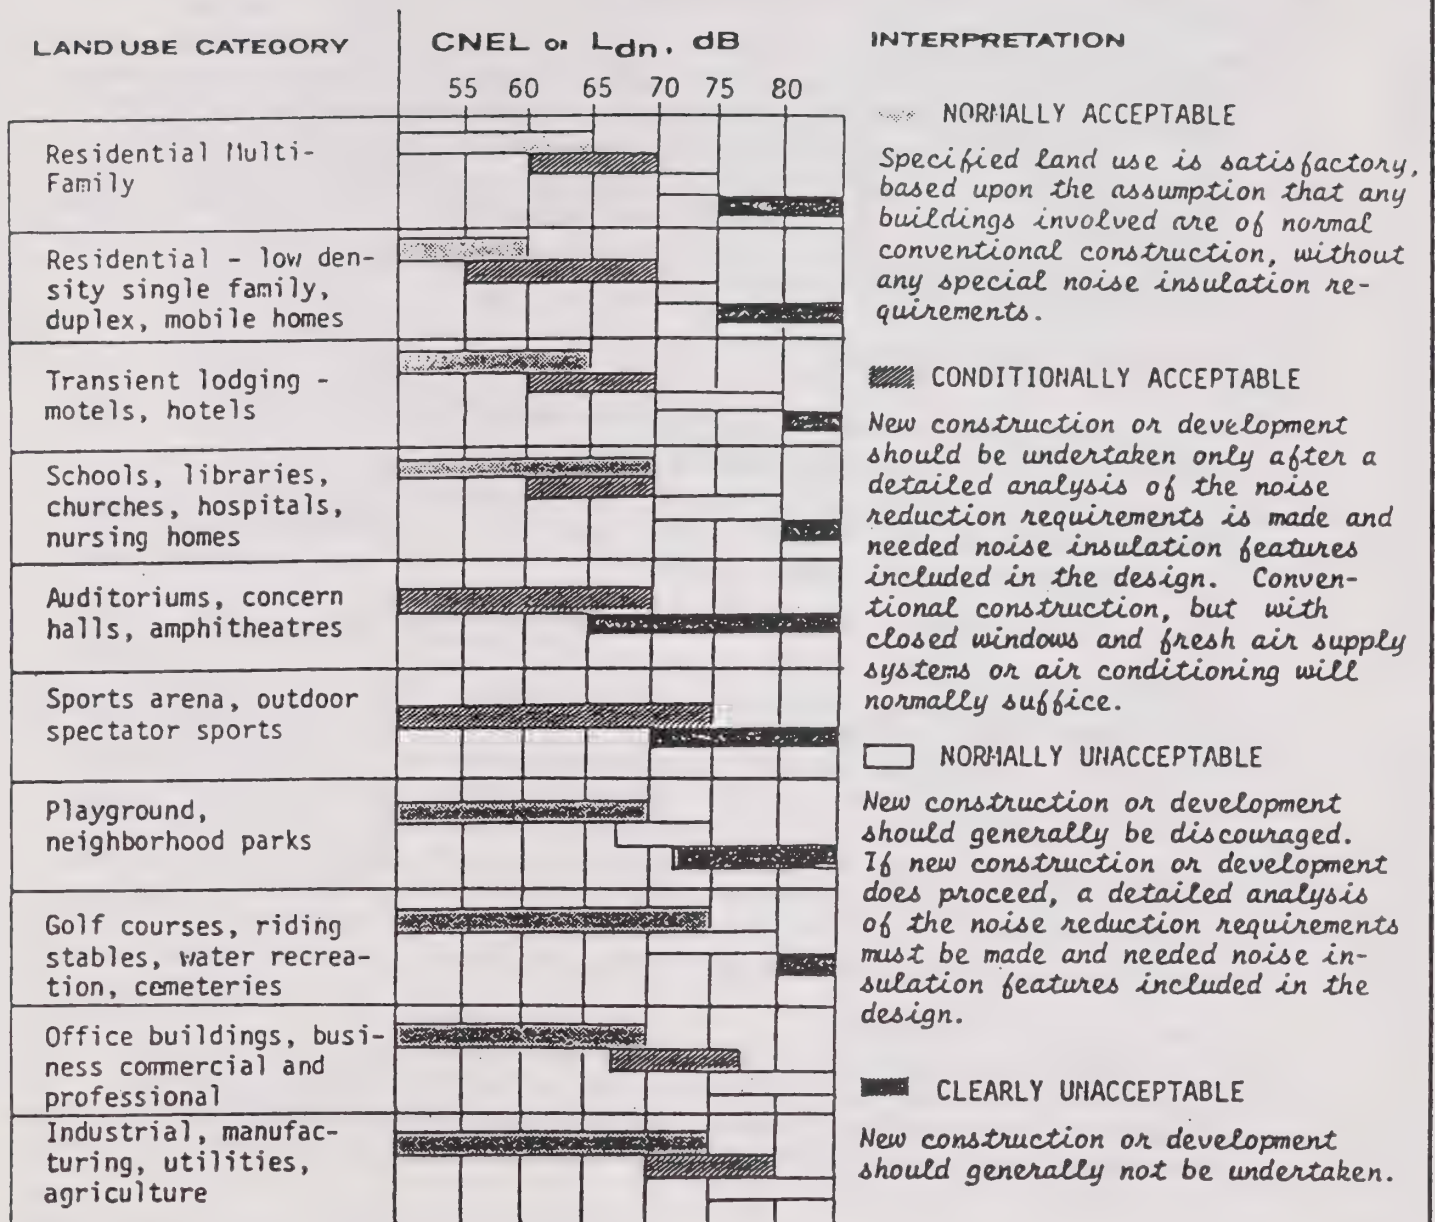 LAND USE CATEGORY
CNEL or Ldn, dB
55 60 65 70 75 80
Residential Multi-
Family
Residential - low den-
sity single family,
duplex, mobile homes
Transient lodging -
motels, hotels
Schools, libraries,
churches, hospitals,
nursing homes
Auditoriums, concern
halls, amphitheatres
Sports arena, outdoor
spectator sports
Playground,
neighborhood parks
Golf courses, riding
stables, water recrea-
tion, cemeteries
Office buildings, busi-
ness commercial and
professional
Industrial, manufac-
turing, utilities,
agriculture
INTERPRETATION
NORMALLY ACCEPTABLE
Specified land use is satisfactory,
based upon the assumption that any
buildings involved are of normal
conventional construction, without
any special noise insulation re-
quirements.
CONDITIONALLY ACCEPTABLE
New construction or development
should be undertaken only after a
detailed analysis of the noise
reduction requirements is made and
needed noise insulation features
included in the design. Conven-
tional construction, but with
closed windows and fresh air supply
systems or air conditioning will
normally suffice.
NORMALLY UNACCEPTABLE
New construction or development
should generally be discouraged.
If new construction or development
does proceed, a detailed analysis
of the noise reduction requirements
must be made and needed noise in-
sulation features included in the
design.
CLEARLY UNACCEPTABLE
New construction or development
should generally not be undertaken.